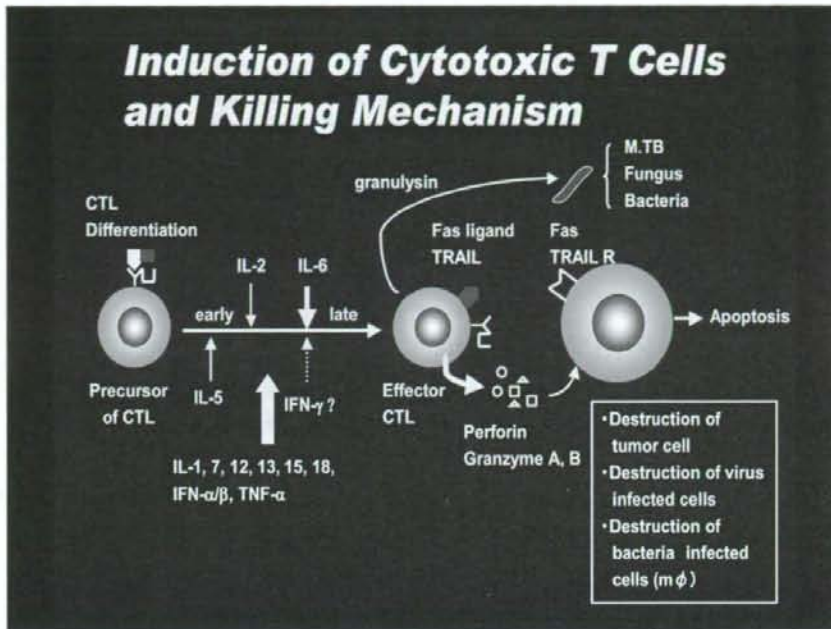 Induction of Cytotoxic T Cells
and Killing Mechanism
M.TB
Fungus
Bacteria
granulysin
CTL
Differentiation
Fas ligand
TRAIL
Fas
TRAIL R
IL-2
IL-6
early
late
Apoptosis
Precursor
of CTL
IL-5
IFN-γ ?
Effector
CTL
Perforin
Granzyme A, B
IL-1, 7, 12, 13, 15, 18,
IFN-α/β, TNF-α
・Destruction of
tumor cell
・Destruction of virus
infected cells
・Destruction of
bacteria infected
cells (mφ)